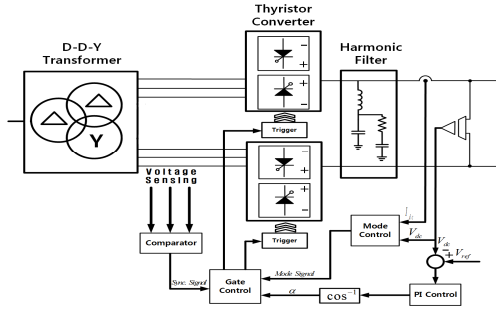 Thyristor
Converter
D-D-Y
Transformer
Harmonic
Filter
−
+
+
−
Y
Trigger
Voltage
Sensing
−
+
+
−
Trigger
Comparator
Sync. Signal
Gate
Control
Mode Signal
Mode
Control
V_dc
V_dc
− + V_ref
α
cos⁻¹
PI Control